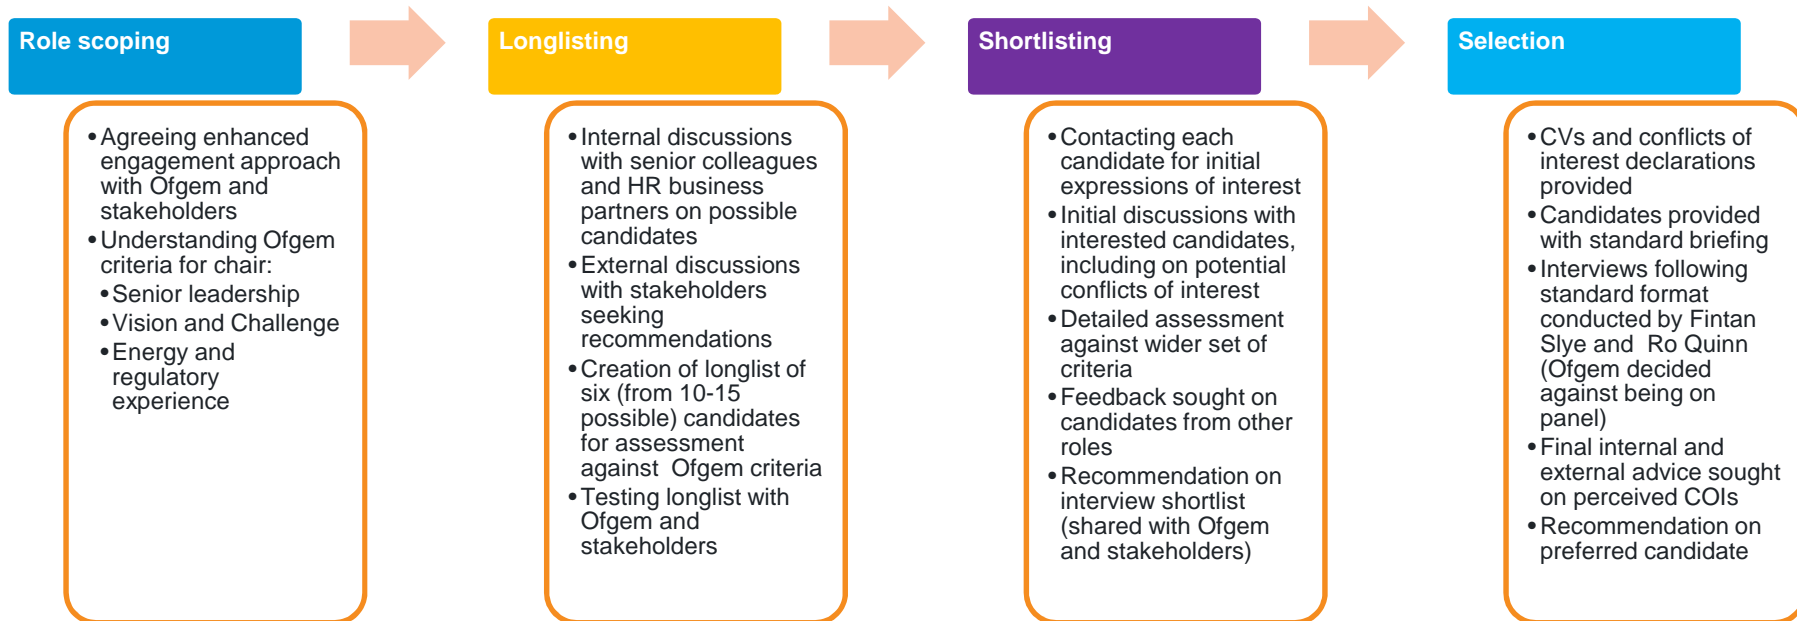 Role scoping
• Agreeing enhanced
engagement approach
with Ofgem and
stakeholders
• Understanding Ofgem
criteria for chair:
• Senior leadership
• Vision and Challenge
• Energy and
regulatory
experience
Longlisting
• Internal discussions
with senior colleagues
and HR business
partners on possible
candidates
• External discussions
with stakeholders
seeking
recommendations
• Creation of longlist of
six (from 10-15
possible) candidates
for assessment
against Ofgem criteria
• Testing longlist with
Ofgem and
stakeholders
Shortlisting
• Contacting each
candidate for initial
expressions of interest
• Initial discussions with
interested candidates,
including on potential
conflicts of interest
• Detailed assessment
against wider set of
criteria
• Feedback sought on
candidates from other
roles
• Recommendation on
interview shortlist
(shared with Ofgem
and stakeholders)
Selection
• CVs and conflicts of
interest declarations
provided
• Candidates provided
with standard briefing
• Interviews following
standard format
conducted by Fintan
Slye and Ro Quinn
(Ofgem decided
against being on
panel)
• Final internal and
external advice sought
on perceived COIs
• Recommendation on
preferred candidate